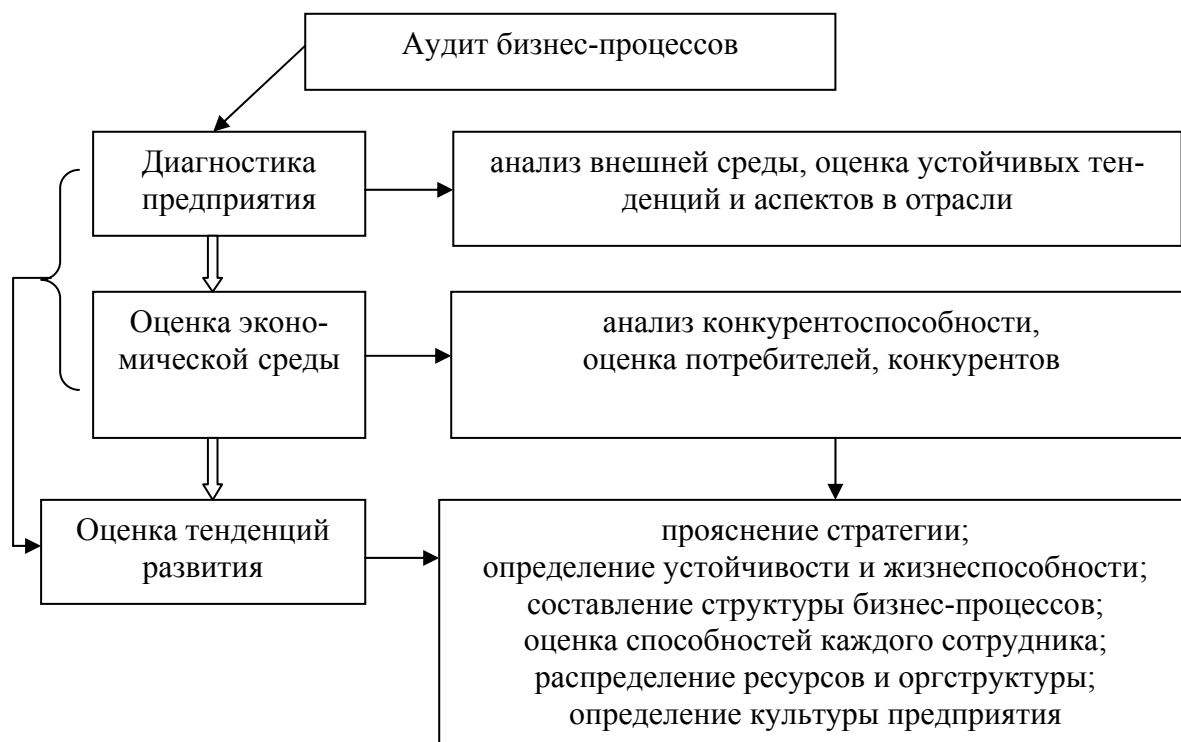 Аудит бизнес-процессов
Диагностика
предприятия
анализ внешней среды, оценка устойчивых тен-
денций и аспектов в отрасли
Оценка эконо-
мической среды
анализ конкурентоспособности,
оценка потребителей, конкурентов
Оценка тенденций
развития
прояснение стратегии;
определение устойчивости и жизнеспособности;
составление структуры бизнес-процессов;
оценка способностей каждого сотрудника;
распределение ресурсов и оргструктуры;
определение культуры предприятия